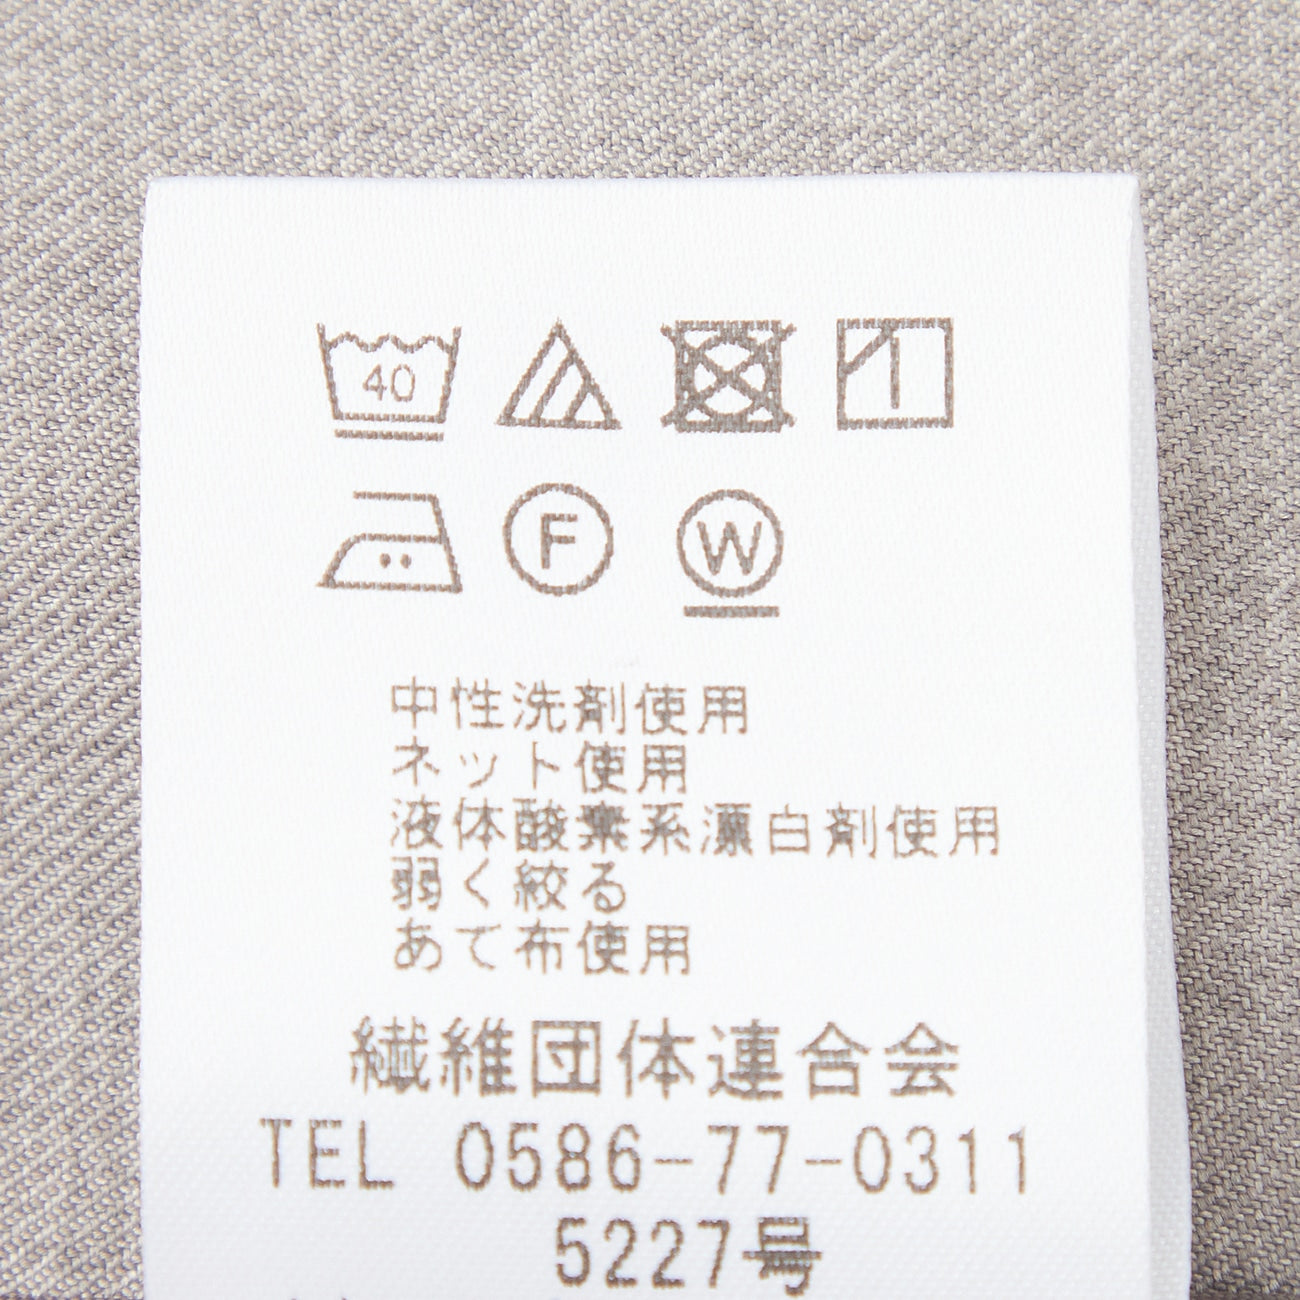 40
F W
中性洗剤使用
ネット使用
液体酸素系漂白剤使用
弱く絞る
あて布使用
繊維団体連合会
TEL 0586-77-0311
5227号